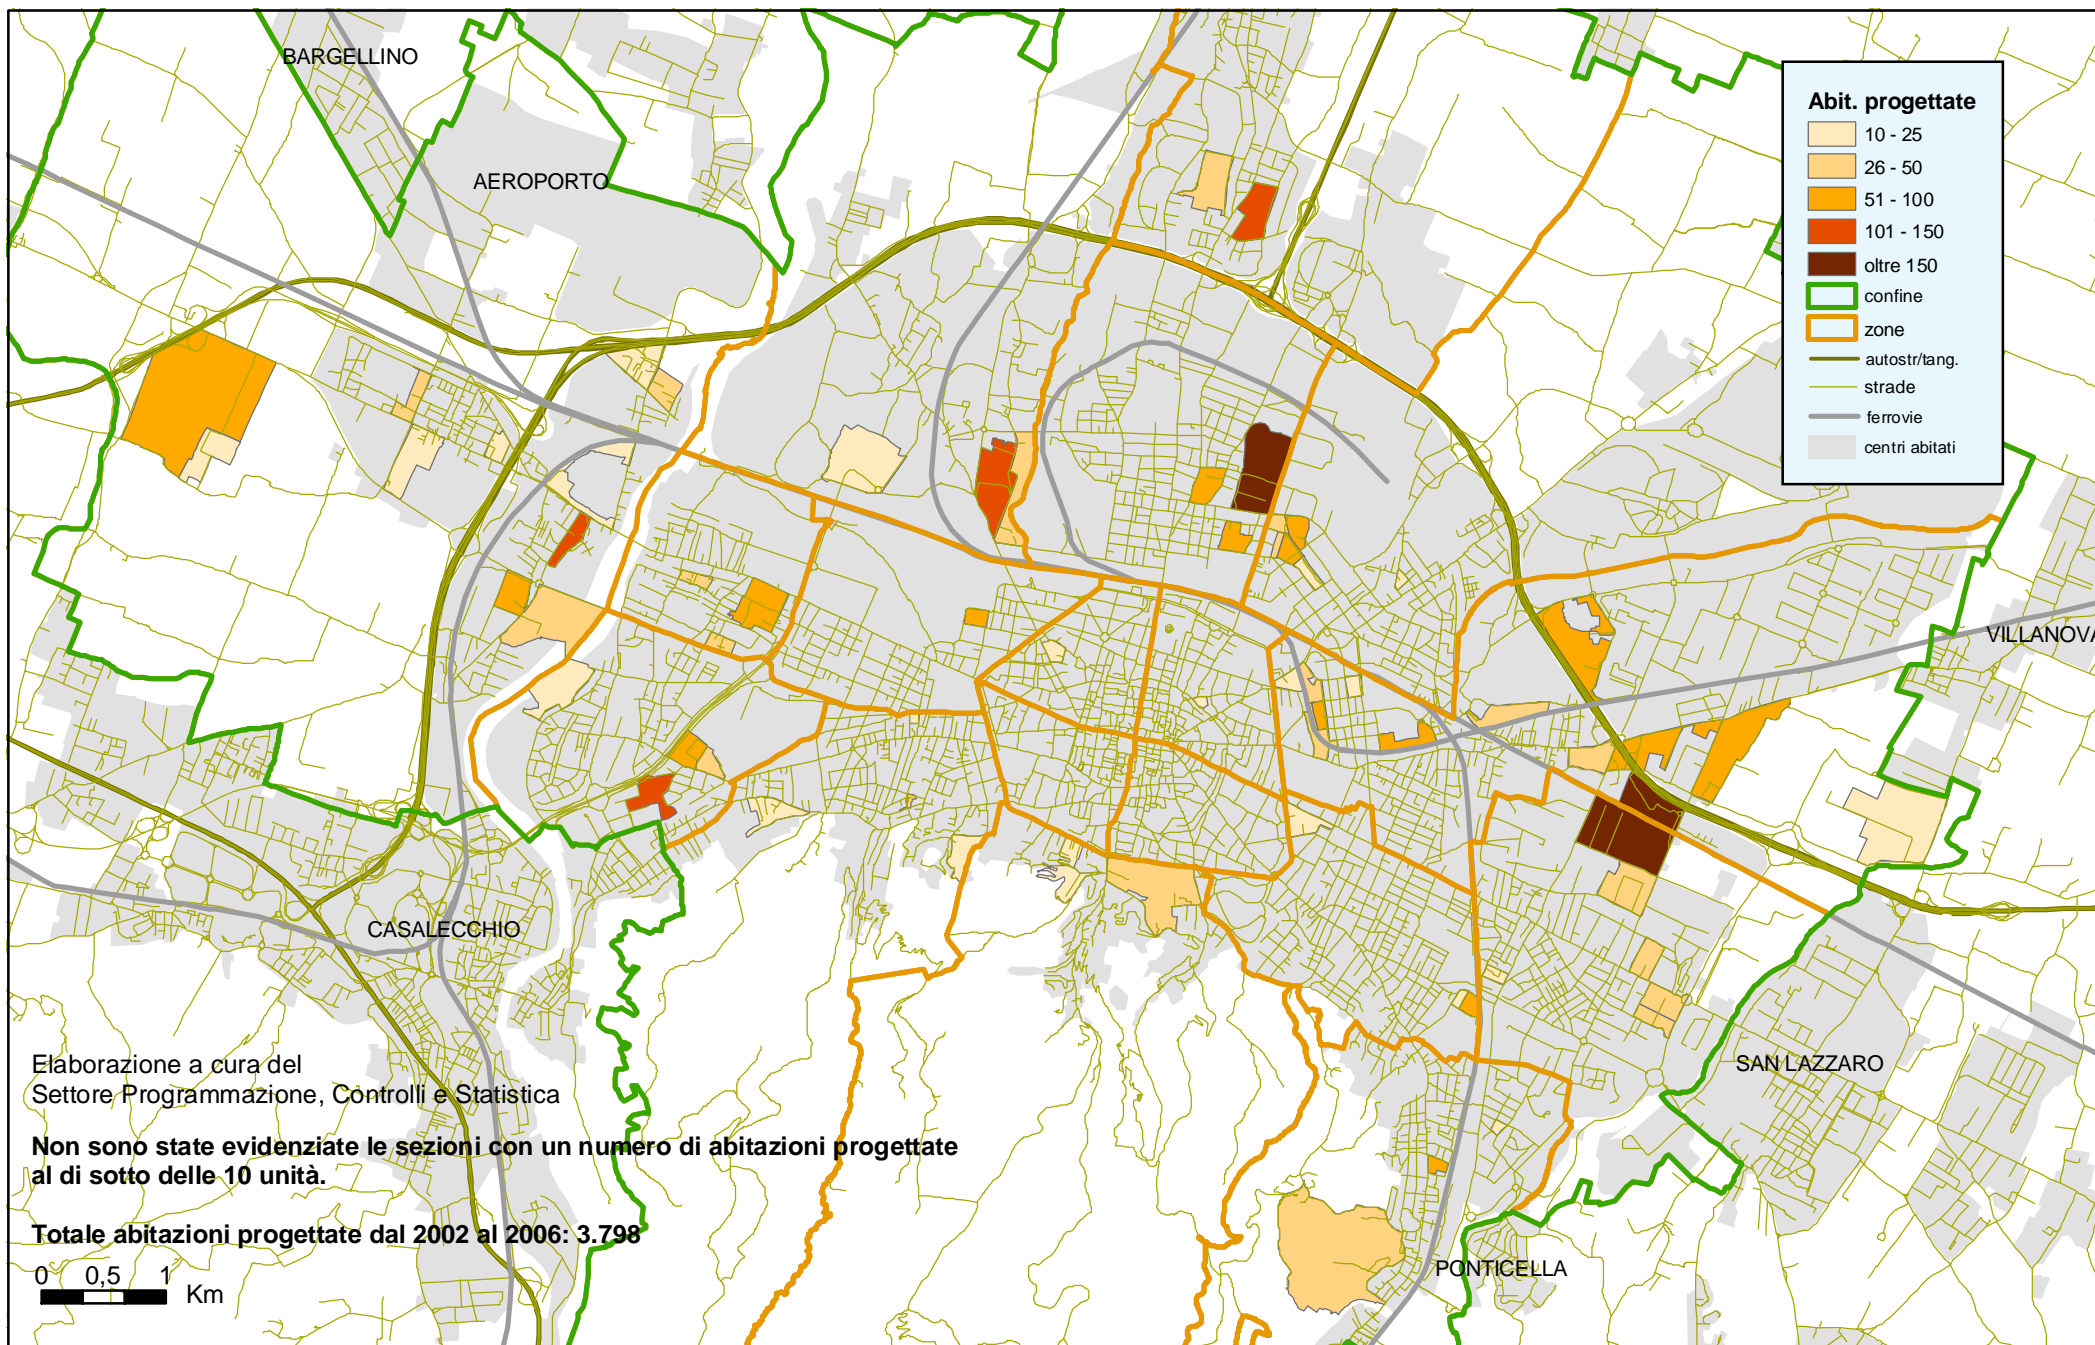 BARGELLINO
AEROPORTO
Abit. progettate
10 - 25
26 - 50
51 - 100
101 - 150
oltre 150
confine
zone
autostr/tang.
strade
ferrovie
centri abitati
VILLANOVA
CASALECCHIO
SAN LAZZARO
PONTICELLA
Elaborazione a cura del
Settore Programmazione, Controlli e Statistica
Non sono state evidenziate le sezioni con un numero di abitazioni progettate
al di sotto delle 10 unità.
Totale abitazioni progettate dal 2002 al 2006: 3.798
0 0,5 1
Km